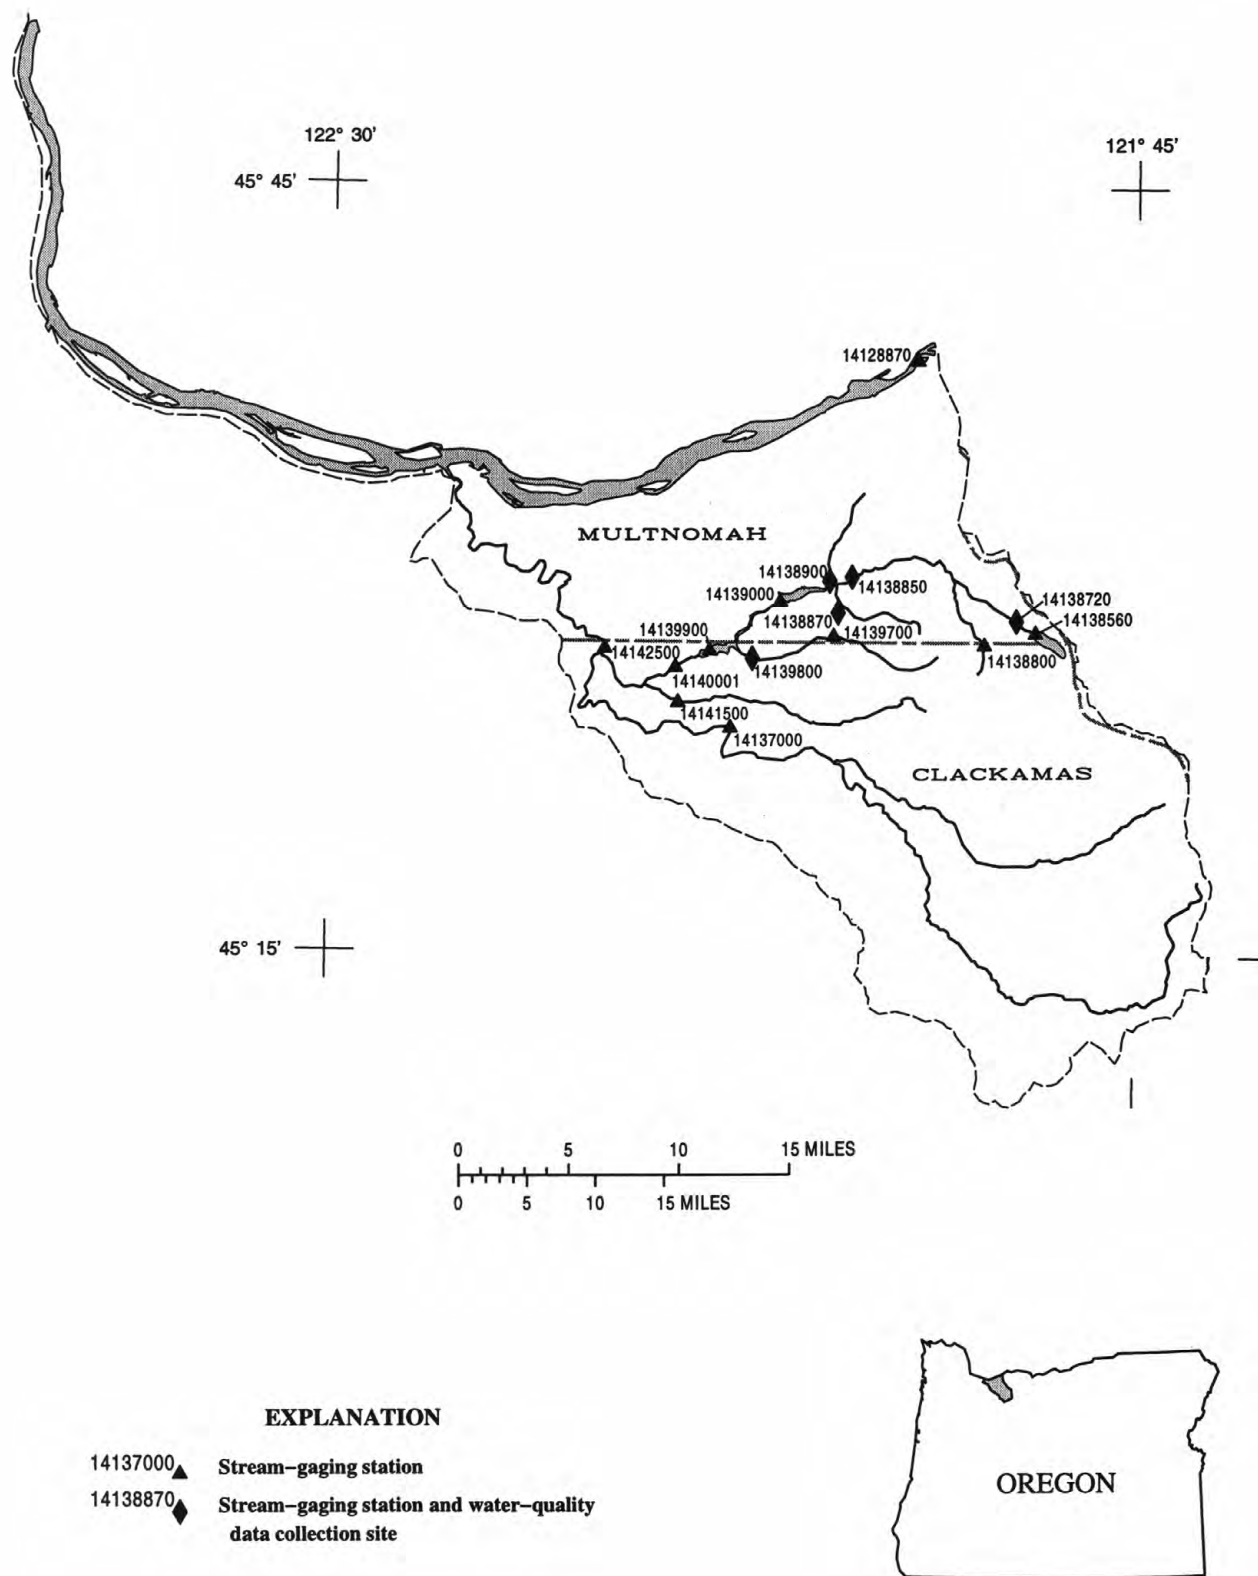 122° 30'
45° 45'
121° 45'
14128870
MULTNOMAH
14138900
14138850
14139000
14138870
14138720
14138560
14139900
14139700
14142500
14138800
14139800
14140001
14141500
14137000
CLACKAMAS
45° 15'
0 5 10 15 MILES
0 5 10 15 MILES
EXPLANATION
14137000 Stream-gaging station
14138870 Stream-gaging station and water-quality
data collection site
OREGON